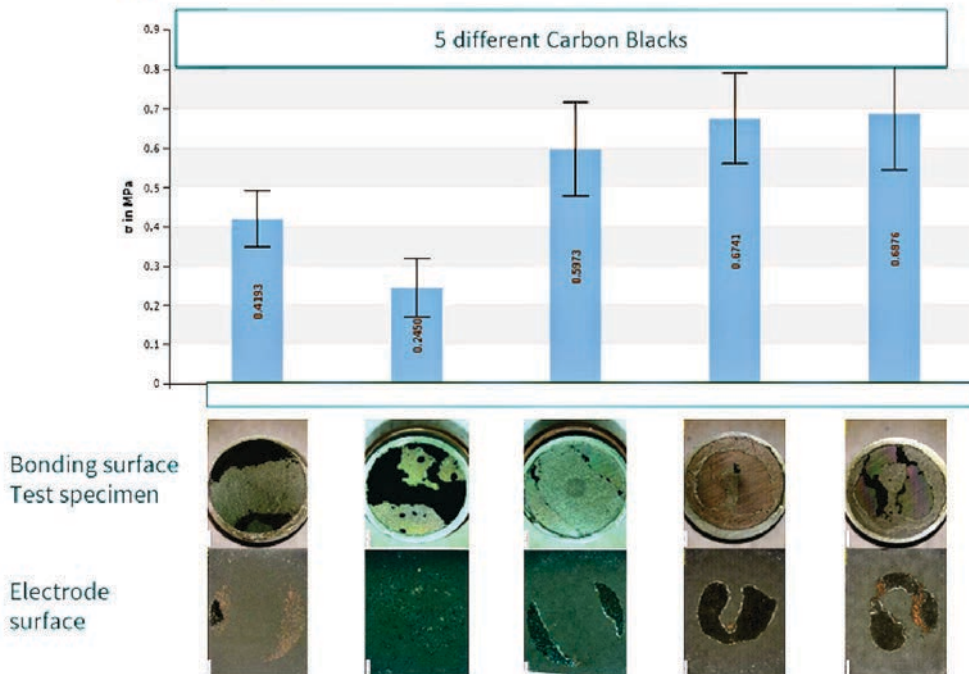 5 different Carbon Blacks
0.9
0.8
0.7
0.6
0.5
0.4
0.3
0.2
0.1
0
σ in MPa
0.4193
0.2450
0.5973
0.6741
0.6876
Bonding surface
Test specimen
Electrode
surface